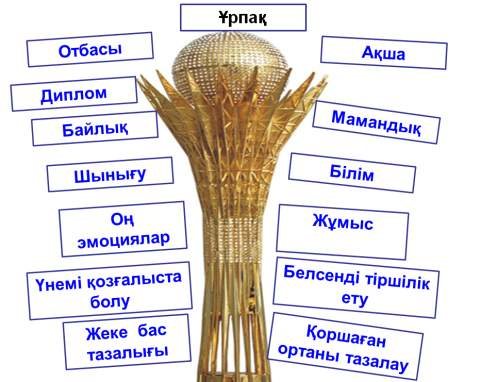 Ұрпақ
Отбасы
Ақша
Диплом
Мамандық
Байлық
Шынығу
Білім
Оң
эмоциялар
Жұмыс
Үнемі қозғалыста
болу
Белсенді тіршілік
ету
Жеке бас
тазалығы
Қоршаған
ортаны тазалау